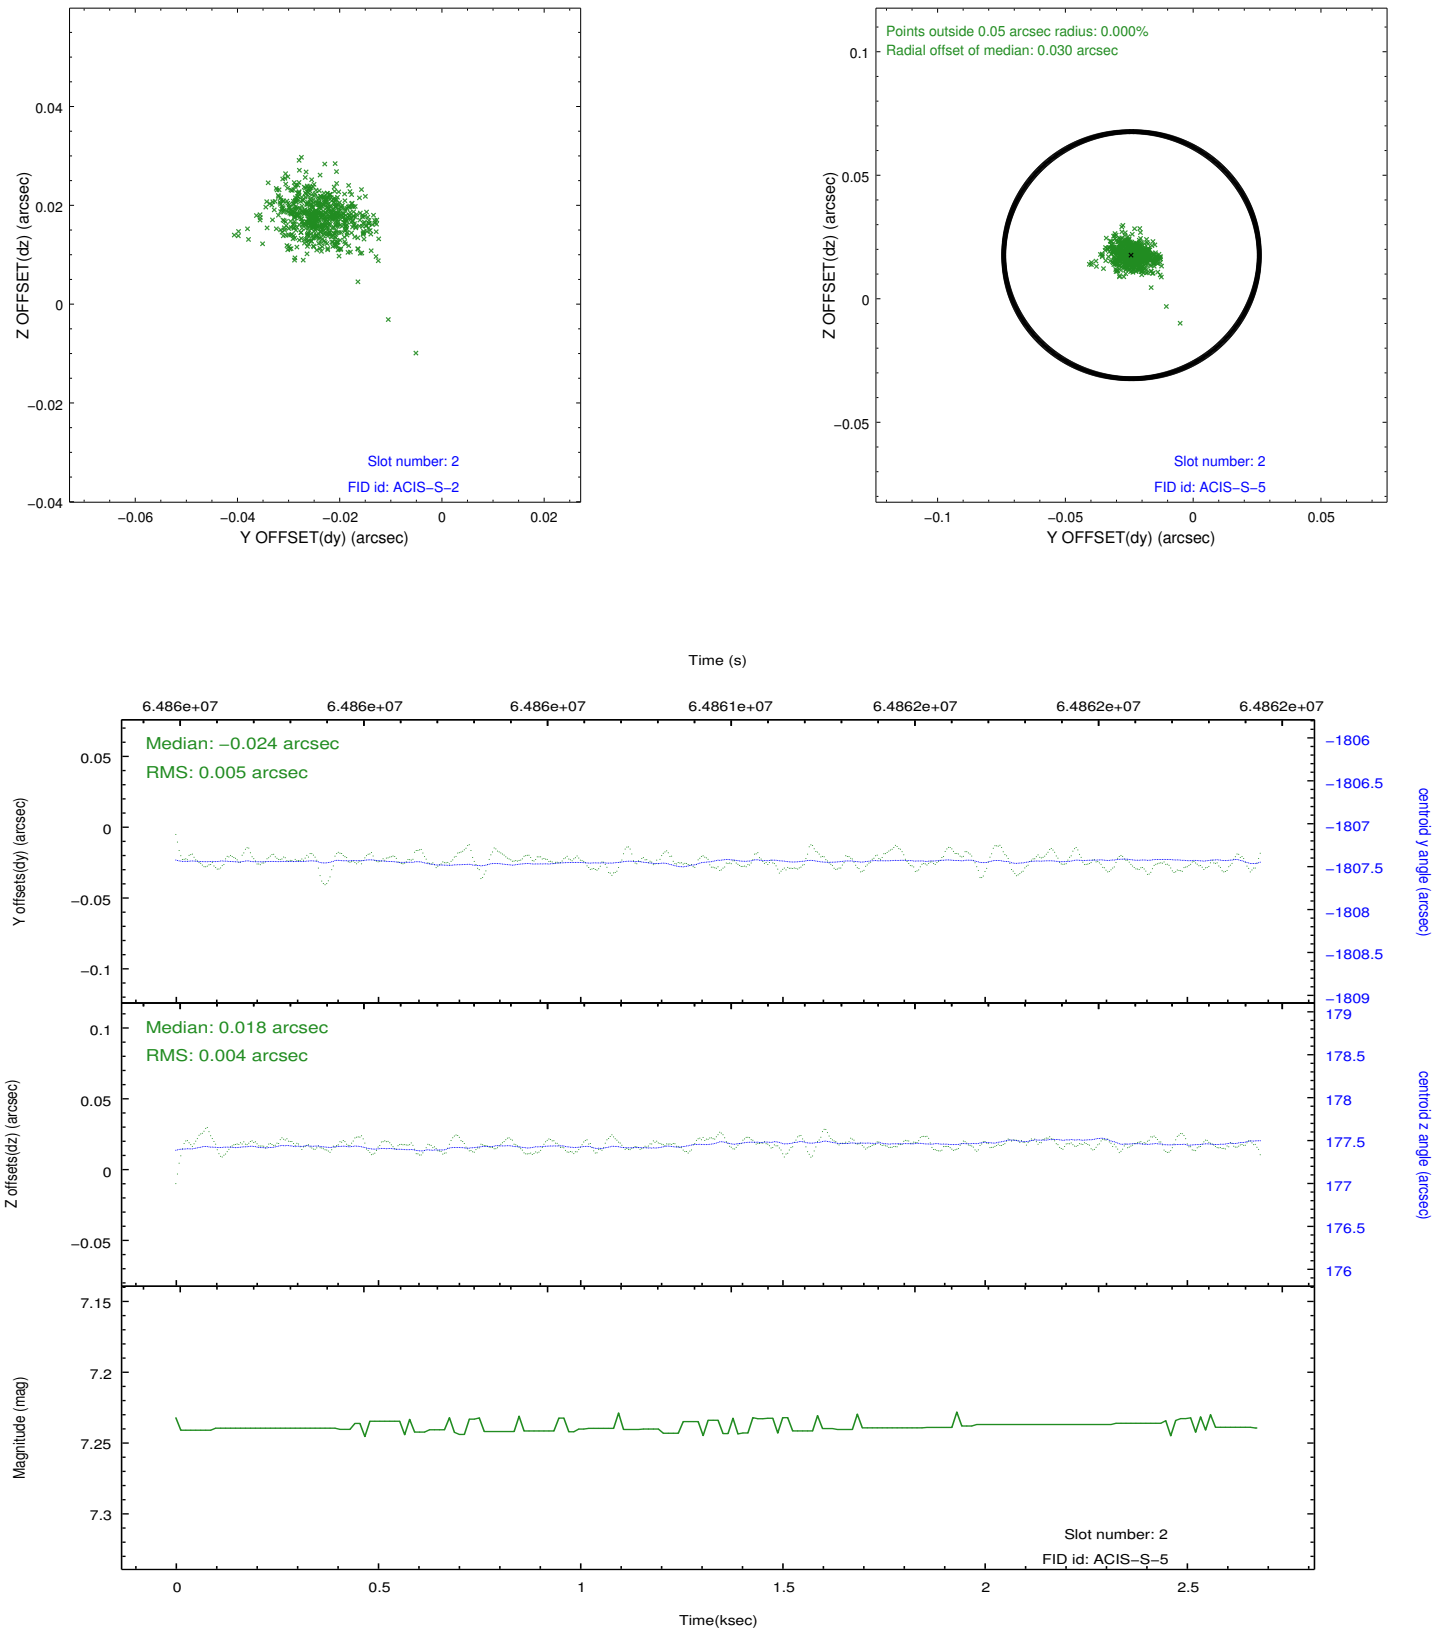 0.04
0.02
0
−0.02
−0.04
Z OFFSET(dz) (arcsec)
Slot number: 2
FID id: ACIS−S−2
−0.06
−0.04
−0.02
0
0.02
Y OFFSET(dy) (arcsec)
Points outside 0.05 arcsec radius: 0.000%
Radial offset of median: 0.030 arcsec
0.1
0.05
0
−0.05
Z OFFSET(dz) (arcsec)
Slot number: 2
FID id: ACIS−S−5
−0.1
−0.05
0
0.05
Y OFFSET(dy) (arcsec)
Time (s)
6.486e+07
6.486e+07
6.486e+07
6.4861e+07
6.4862e+07
6.4862e+07
6.4862e+07
Median: −0.024 arcsec
RMS: 0.005 arcsec
0.05
0
−0.05
−0.1
Y offsets(dy) (arcsec)
−1806
−1806.5
−1807
−1807.5
−1808
−1808.5
−1809
centroid y angle (arcsec)
Median: 0.018 arcsec
RMS: 0.004 arcsec
0.1
0.05
0
−0.05
Z offsets(dz) (arcsec)
179
178.5
178
177.5
177
176.5
176
centroid z angle (arcsec)
7.15
7.2
7.25
7.3
Magnitude (mag)
Slot number: 2
FID id: ACIS−S−5
0
0.5
1
1.5
2
2.5
Time(ksec)